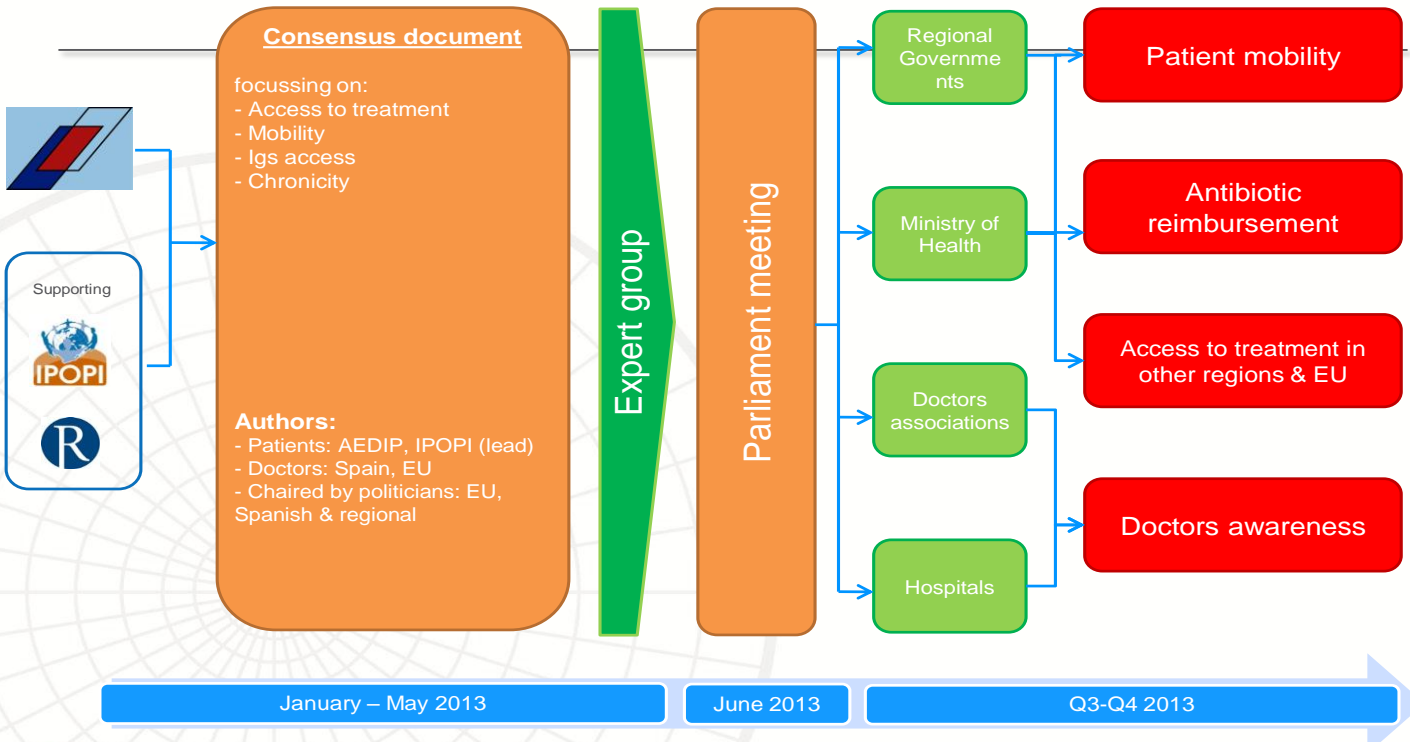 Consensus document
focussing on:
- Access to treatment
- Mobility
- Igs access
- Chronicity
Supporting
IPOPI
R
Authors:
- Patients: AEDIP, IPOPI (lead)
- Doctors: Spain, EU
- Chaired by politicians: EU,
Spanish & regional
Expert group
Parliament meeting
Regional
Governme
nts
Ministry of
Health
Doctors
associations
Hospitals
Patient mobility
Antibiotic
reimbursement
Access to treatment in
other regions & EU
Doctors awareness
January – May 2013
June 2013
Q3-Q4 2013